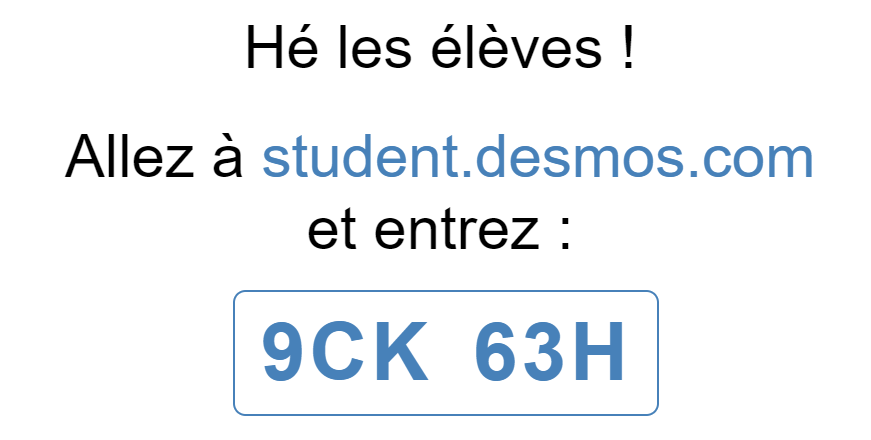 Hé les élèves !
Allez à student.desmos.com
et entrez :
9CK 63H